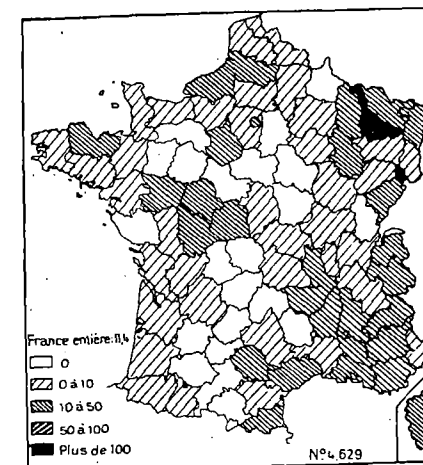 France entière: 11,4
0
0 à 10
10 à 50
50 à 100
Plus de 100
N° 4,629